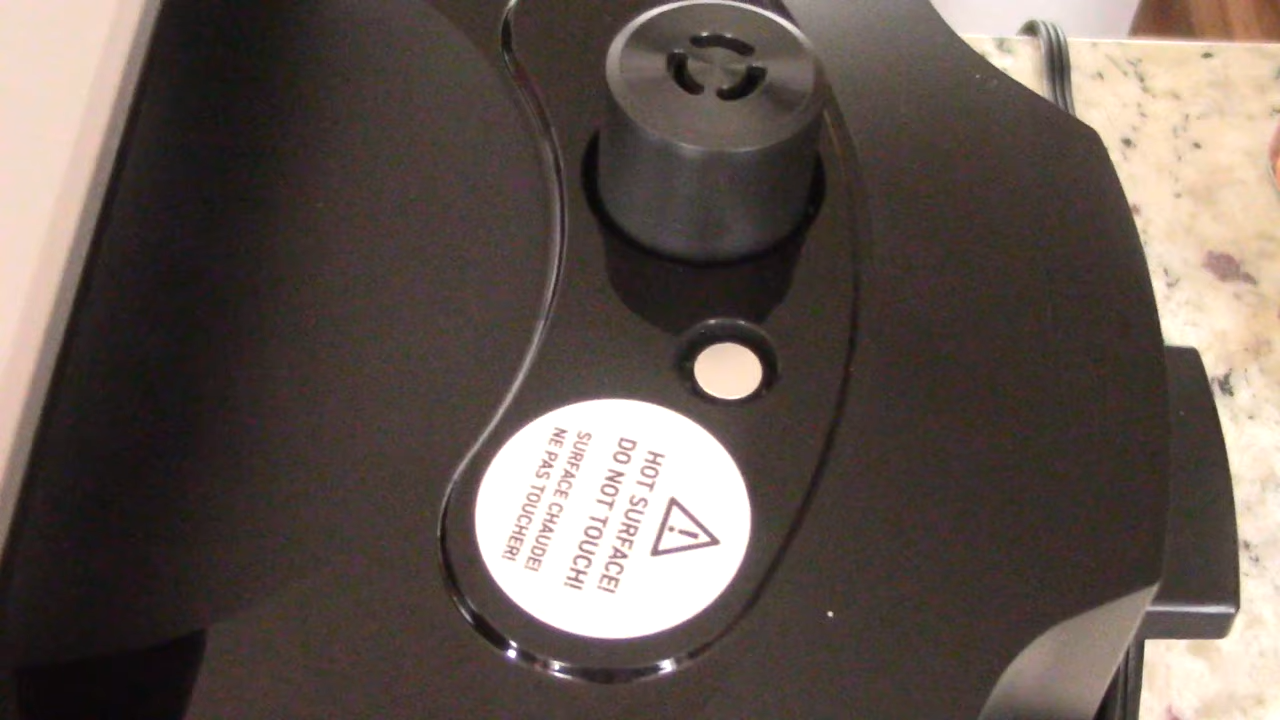 HOT SURFACE!
DO NOT TOUCH!
SURFACE CHAUDE!
NE PAS TOUCHER!